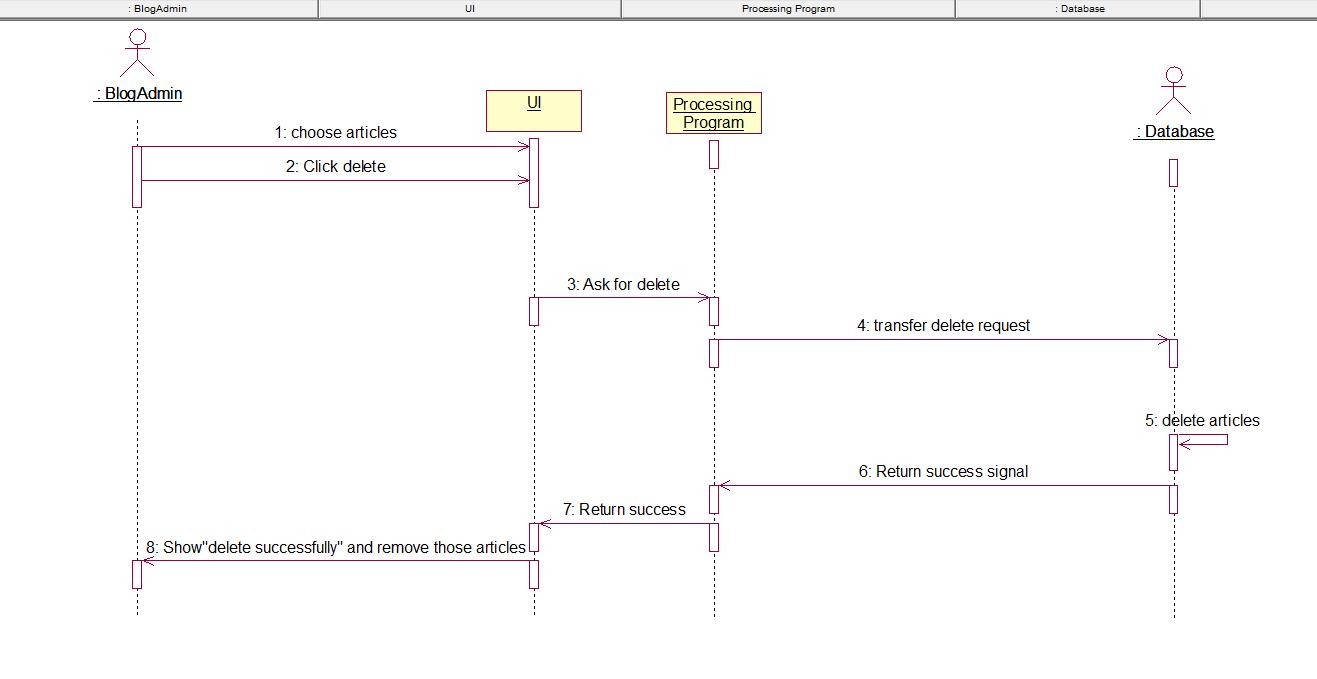 : BlogAdmin
UI
Processing Program
: Database
: BlogAdmin
UI
Processing
Program
: Database
1: choose articles
2: Click delete
3: Ask for delete
4: transfer delete request
5: delete articles
6: Return success signal
7: Return success
8: Show"delete successfully" and remove those articles